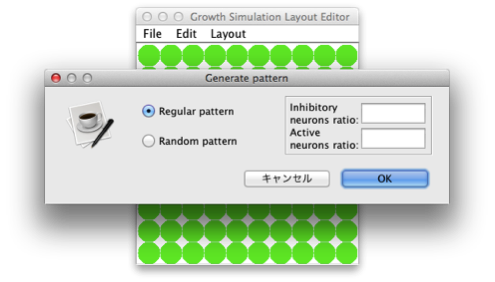 Growth Simulation Layout Editor
File Edit Layout
Generate pattern
Regular pattern
Random pattern
Inhibitory
neurons ratio:
Active
neurons ratio:
キャンセル OK